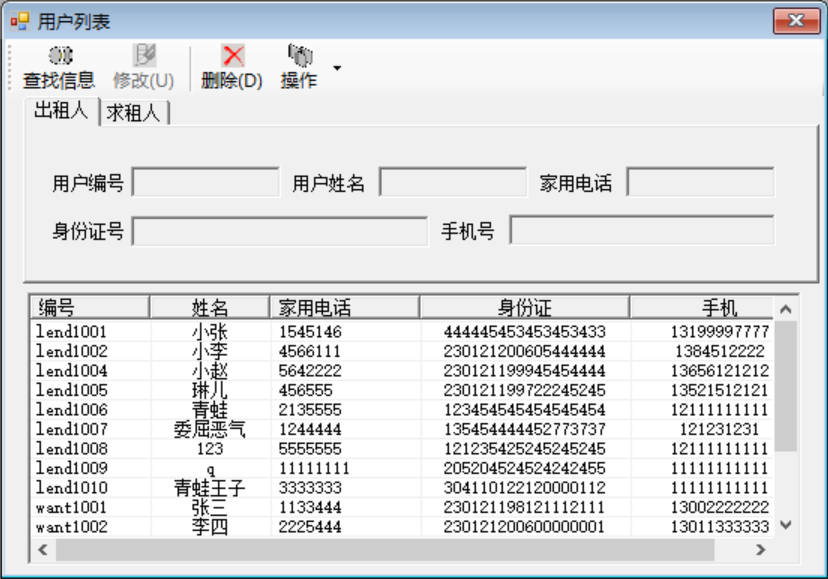 用户列表
查找信息 修改(U) 删除(D) 操作
出租人 求租人
用户编号 用户姓名 家用电话
身份证号 手机号
编号 姓名 家用电话 身份证 手机
lend1001 小张 1545146 444445453453453433 13199997777
lend1002 小李 4566111 230121200605444444 1384512222
lend1004 小赵 5642222 230121199945454444 13656121212
lend1005 琳儿 456555 230121199722245245 13521512121
lend1006 青蛙 2135555 123454545454545454 12111111111
lend1007 委屈恶气 1244444 135454444452773737 121231231
lend1008 123 5555555 121235425245245245 12111111111
lend1009 q 11111111 205204524524242455 11111111111
lend1010 青蛙王子 3333333 304110122120000112 11111111111
want1001 张三 1133444 230121198121112111 13002222222
want1002 李四 2225444 230121200600000001 13011333333